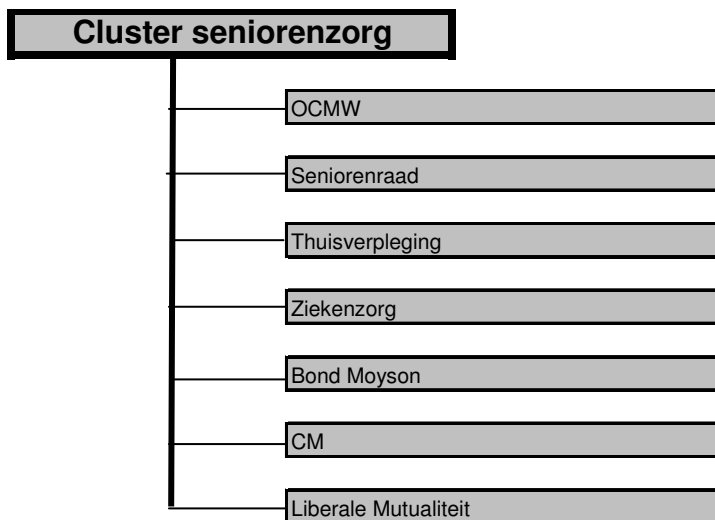 Cluster seniorenzorg
OCMW
Seniorenraad
Thuisverpleging
Ziekenzorg
Bond Moyson
CM
Liberale Mutualiteit